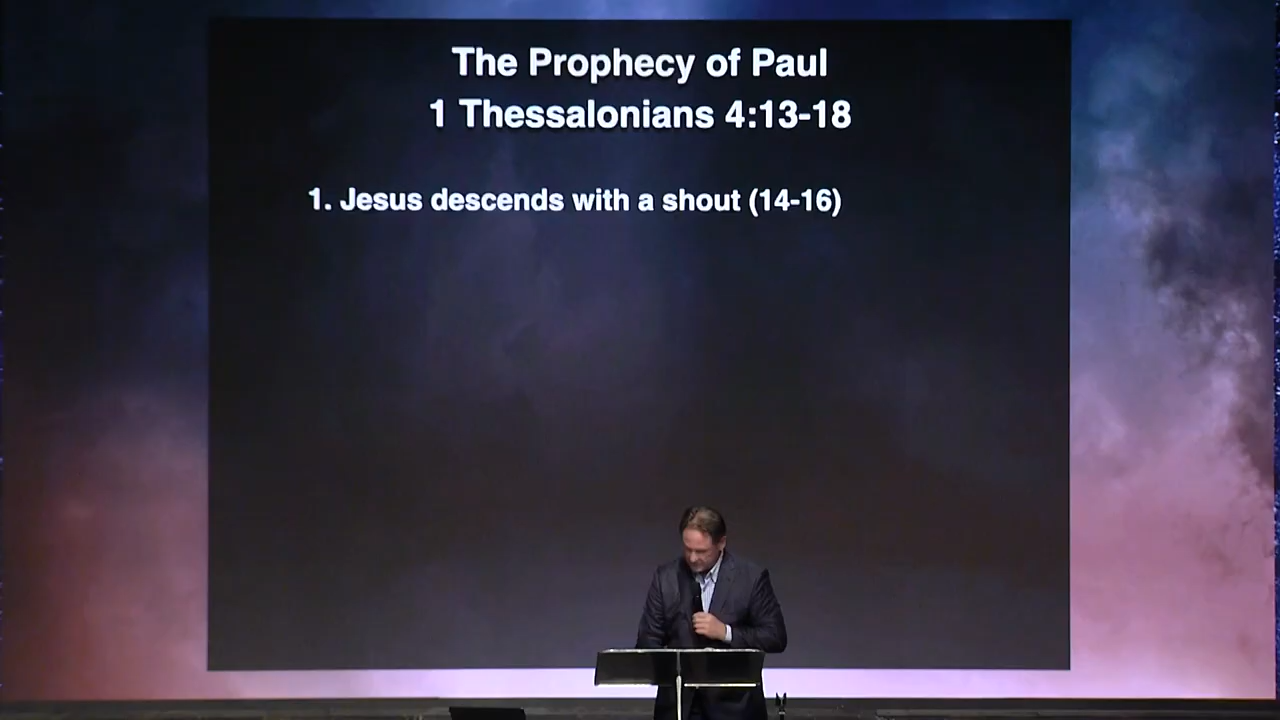 The Prophecy of Paul
1 Thessalonians 4:13-18
1. Jesus descends with a shout (14-16)